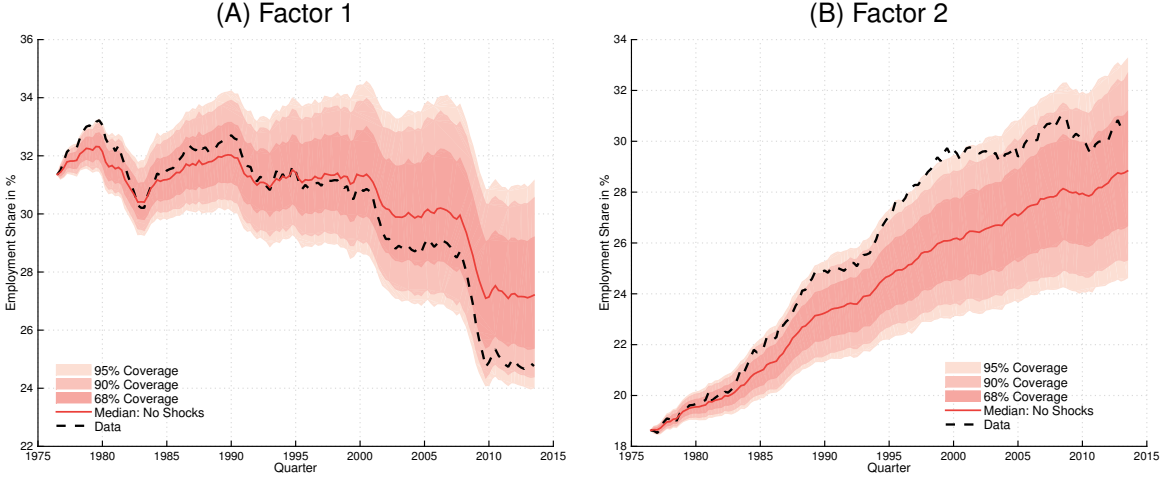 (A) Factor 1
Employment Share in %
36
34
32
30
28
26
24
22
1975 1980 1985 1990 1995 2000 2005 2010 2015
Quarter
95% Coverage
90% Coverage
68% Coverage
Median: No Shocks
Data
(B) Factor 2
Employment Share in %
34
32
30
28
26
24
22
20
18
1975 1980 1985 1990 1995 2000 2005 2010 2015
Quarter
95% Coverage
90% Coverage
68% Coverage
Median: No Shocks
Data